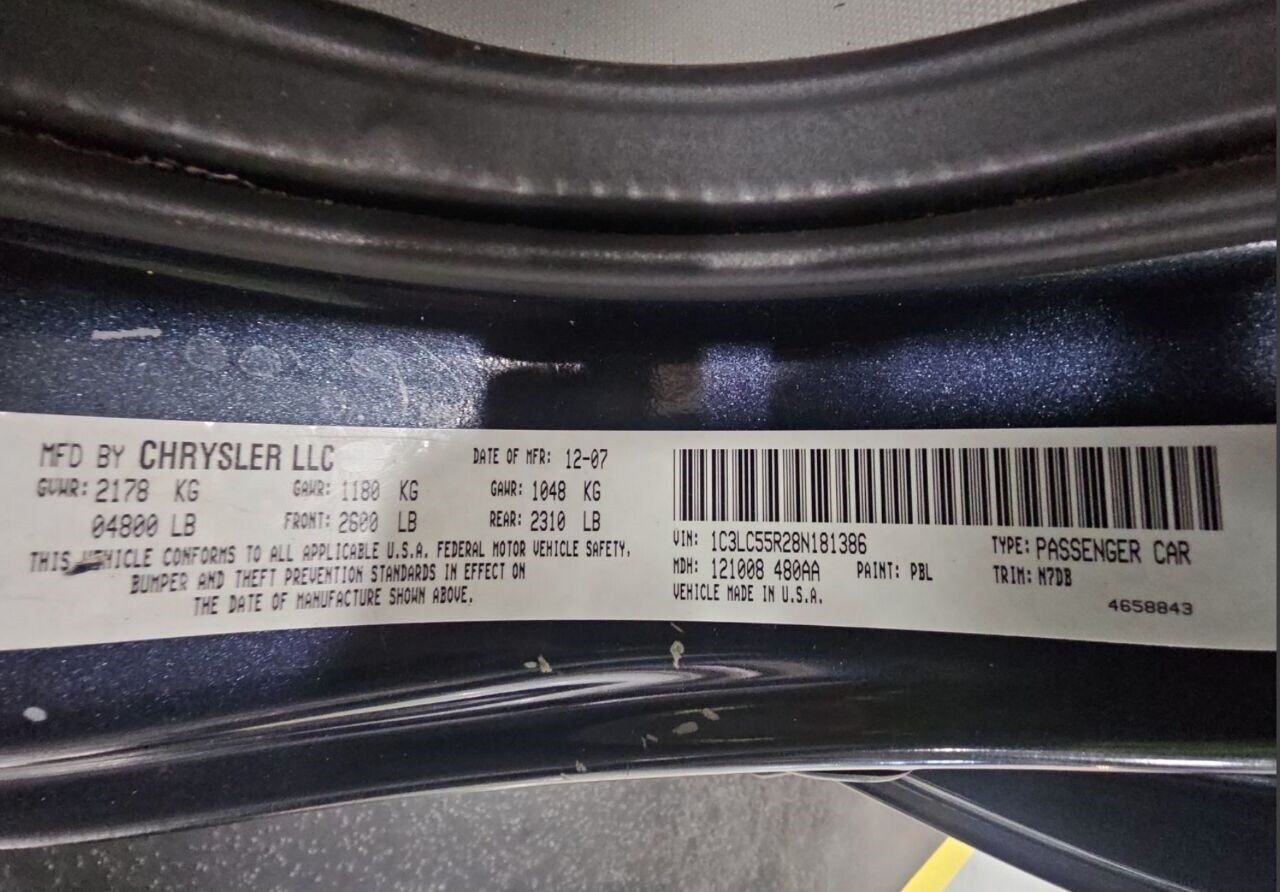 MFD BY CHRYSLER LLC DATE OF MFR: 12-07
GVWR: 2178 KG GAWR: 1180 KG GAWR: 1048 KG
04800 LB FRONT: 2600 LB REAR: 2310 LB
THIS VEHICLE CONFORMS TO ALL APPLICABLE U.S.A. FEDERAL MOTOR VEHICLE SAFETY,
BUMPER AND THEFT PREVENTION STANDARDS IN EFFECT ON
THE DATE OF MANUFACTURE SHOWN ABOVE.
VIN: 1C3LC55R28N181386 TYPE: PASSENGER CAR
MDH: 121008 480AA PAINT: PBL TRIM: N7DB
VEHICLE MADE IN U.S.A.
4658843